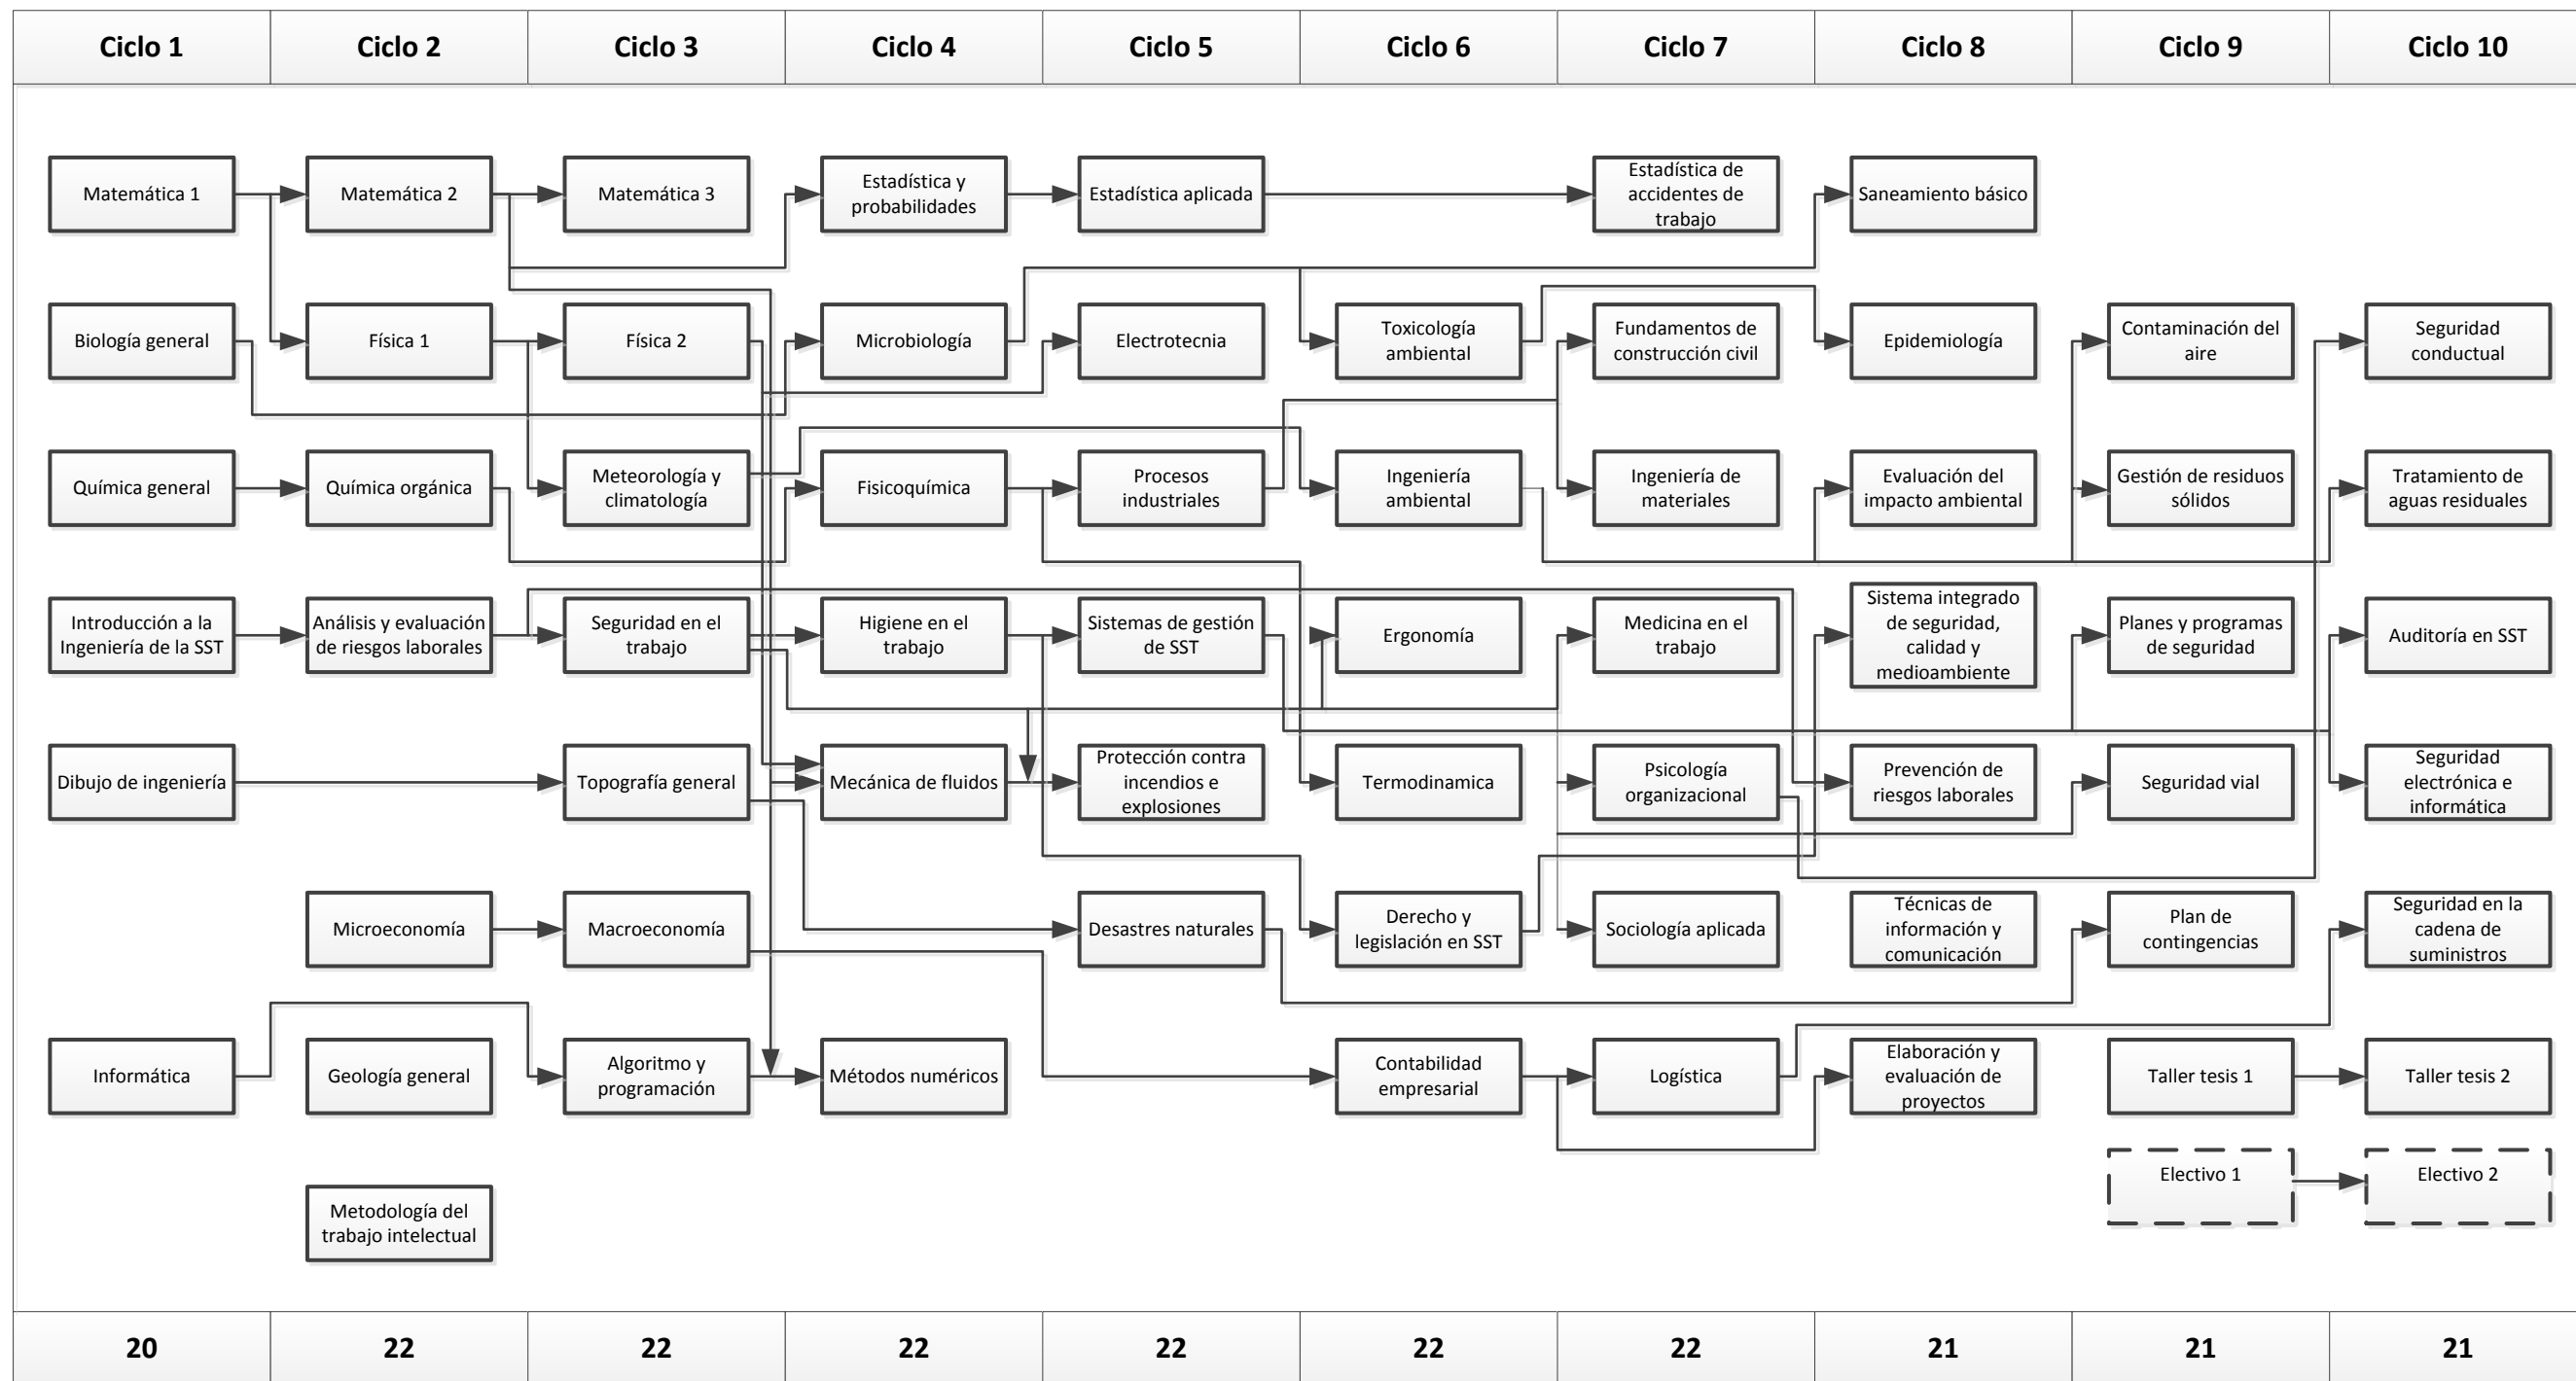 Ciclo 1
Ciclo 2
Ciclo 3
Ciclo 4
Ciclo 5
Ciclo 6
Ciclo 7
Ciclo 8
Ciclo 9
Ciclo 10
Matemática 1
Matemática 2
Matemática 3
Estadística y
probabilidades
Estadística aplicada
Estadística de
accidentes de
trabajo
Saneamiento básico
Biología general
Física 1
Física 2
Microbiología
Electrotecnia
Toxicología
ambiental
Fundamentos de
construcción civil
Epidemiología
Contaminación del
aire
Seguridad
conductual
Química general
Química orgánica
Meteorología y
climatología
Fisicoquímica
Procesos
industriales
Ingeniería
ambiental
Ingeniería de
materiales
Evaluación del
impacto ambiental
Gestión de residuos
sólidos
Tratamiento de
aguas residuales
Introducción a la
Ingeniería de la SST
Análisis y evaluación
de riesgos laborales
Seguridad en el
trabajo
Higiene en el
trabajo
Sistemas de gestión
de SST
Ergonomía
Medicina en el
trabajo
Sistema integrado
de seguridad,
calidad y
medioambiente
Planes y programas
de seguridad
Auditoría en SST
Dibujo de ingeniería
Topografía general
Mecánica de fluidos
Protección contra
incendios e
explosiones
Termodinamica
Psicología
organizacional
Prevención de
riesgos laborales
Seguridad vial
Seguridad
electrónica e
informática
Microeconomía
Macroeconomía
Desastres naturales
Derecho y
legislación en SST
Sociología aplicada
Técnicas de
información y
comunicación
Plan de
contingencias
Seguridad en la
cadena de
suministros
Informática
Geología general
Algoritmo y
programación
Métodos numéricos
Contabilidad
empresarial
Logística
Elaboración y
evaluación de
proyectos
Taller tesis 1
Taller tesis 2
Electivo 1
Electivo 2
Metodología del
trabajo intelectual
20
22
22
22
22
22
22
21
21
21